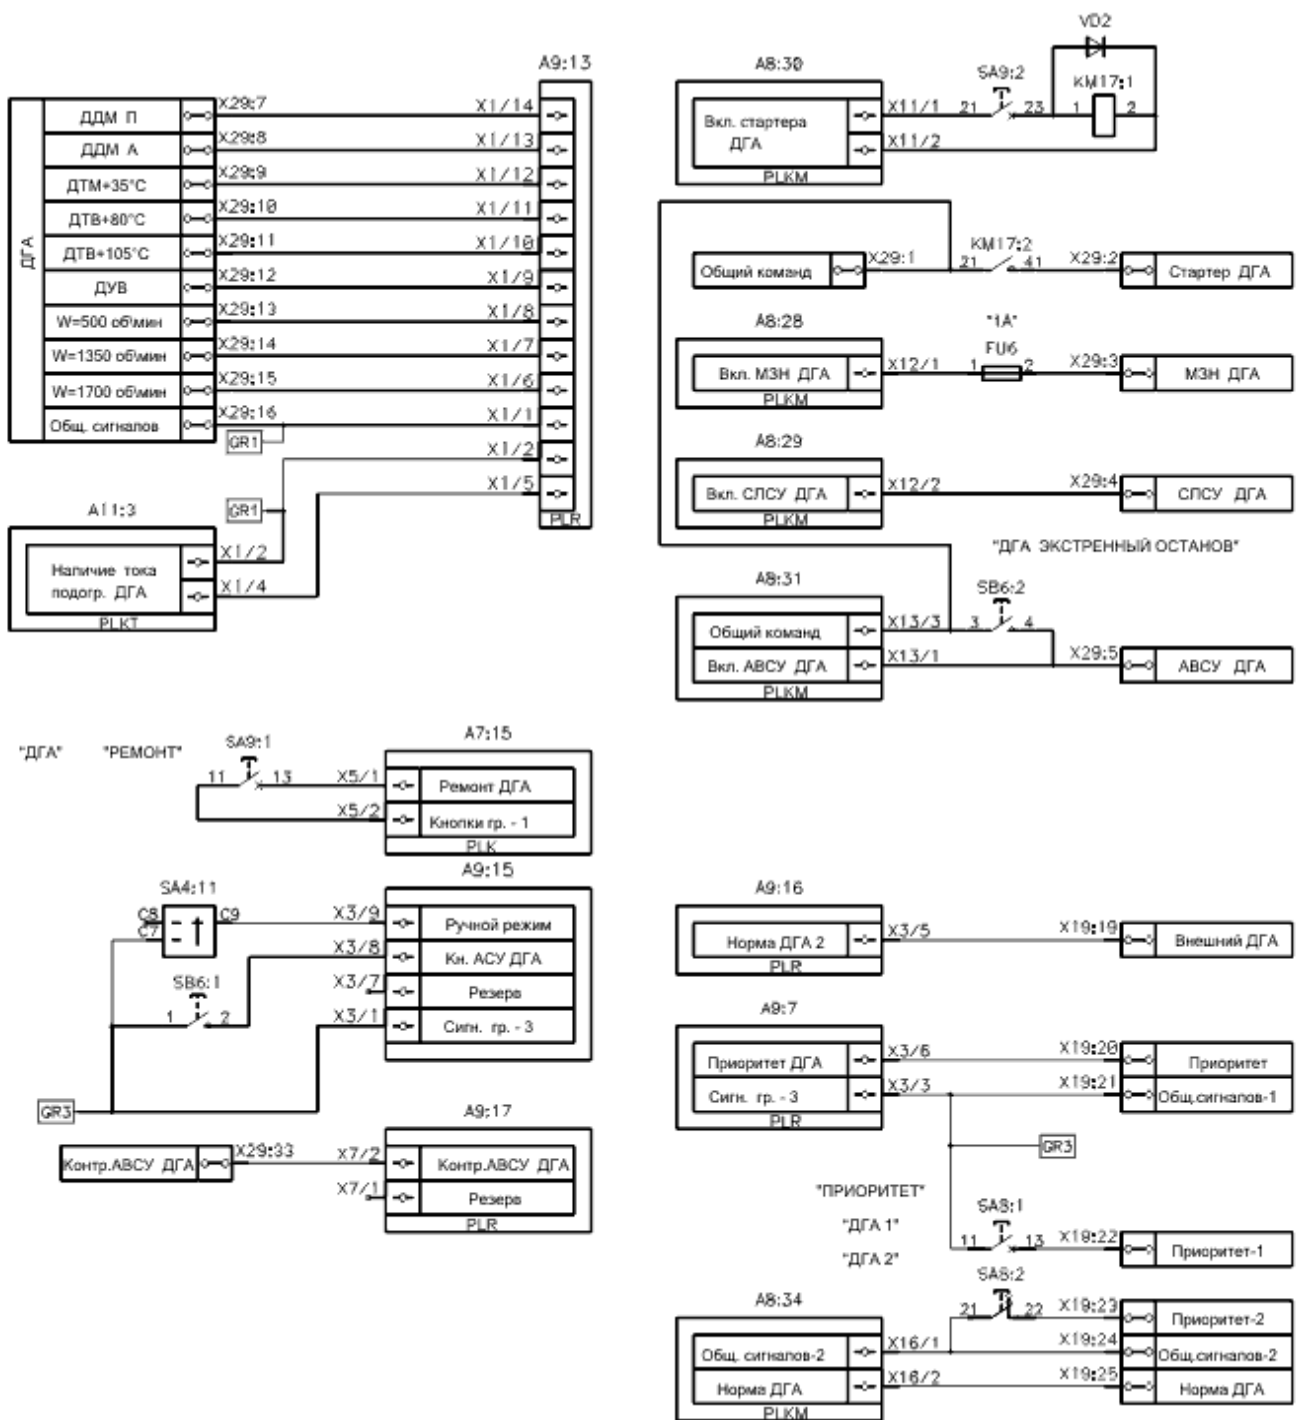 A9:13
ДГА
ДДМ П
X29:7
X1/14
ДДМ А
X29:8
X1/13
ДТМ+35°С
X29:9
X1/12
ДТВ+80°С
X29:10
X1/11
ДТВ+105°С
X29:11
X1/10
ДУВ
X29:12
X1/9
W=500 об\мин
X29:13
X1/8
W=1350 об\мин
X29:14
X1/7
W=1700 об\мин
X29:15
X1/6
Общ. сигналов
X29:16
X1/1
GR1
X1/2
X1/5
GR1
PLR
A11:3
Наличие тока
подогр. ДГА
X1/2
X1/4
PLKT
VD2
A8:30
SA9:2
KM17:1
Вкл. стартера
ДГА
X11/1
21
23
1
2
X11/2
PLKM
KM17:2
Общий команд
X29:1
21
41
X29:2
Стартер ДГА
A8:28
"1A"
FU6
Вкл. МЗН ДГА
X12/1
1
2
X29:3
МЗН ДГА
PLKM
A8:29
Вкл. СЛСУ ДГА
X12/2
X29:4
СЛСУ ДГА
PLKM
"ДГА ЭКСТРЕННЫЙ ОСТАНОВ"
A8:31
SB6:2
Общий команд
X13/3
3
4
Вкл. АВСУ ДГА
X13/1
X29:5
АВСУ ДГА
PLKM
"ДГА"
"РЕМОНТ"
SA9:1
A7:15
11
13
X5/1
Ремонт ДГА
X5/2
Кнопки гр. - 1
PLK
A9:15
SA4:11
C8
C9
C7
X3/9
Ручной режим
X3/8
Кн. АСУ ДГА
SB6:1
X3/7
Резерв
1
2
X3/1
Сигн. гр. - 3
GR3
A9:17
Контр.АВСУ ДГА
X29:33
X7/2
Контр.АВСУ ДГА
X7/1
Резерв
PLR
A9:16
Норма ДГА 2
X3/5
X19:19
Внешний ДГА
PLR
A9:7
Приоритет ДГА
X3/6
X19:20
Приоритет
Сигн. гр. - 3
X3/3
X19:21
Общ.сигналов-1
PLR
GR3
"ПРИОРИТЕТ"
"ДГА 1"
"ДГА 2"
SA8:1
11
13
X19:22
Приоритет-1
SA8:2
A8:34
21
22
X19:23
Приоритет-2
Общ. сигналов-2
X16/1
X19:24
Общ.сигналов-2
Норма ДГА
X16/2
X19:25
Норма ДГА
PLKM